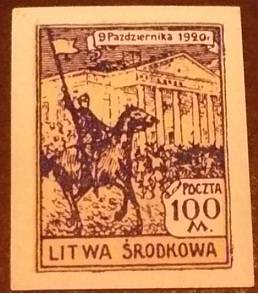 9 Października 1920 r.
POCZTA
100
M.
LITWA ŚRODKOWA